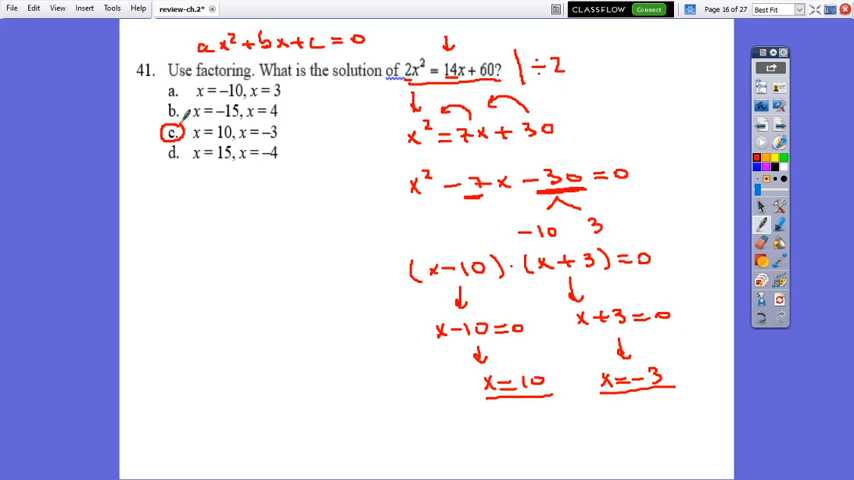 File Edit View Insert Tools Help review-ch.2* CLASSFLOW Connect Page 16 of 27 Best Fit
ax² + bx + c = 0
41. Use factoring. What is the solution of 2x² = 14x + 60? | ÷ 2
a. x = –10, x = 3
b. x = –15, x = 4
c. x = 10, x = –3
d. x = 15, x = –4
x² = 7x + 30
x² - 7x - 30 = 0
-10 3
(x-10) · (x+3) = 0
x-10=0 x+3=0
x=10 x=-3